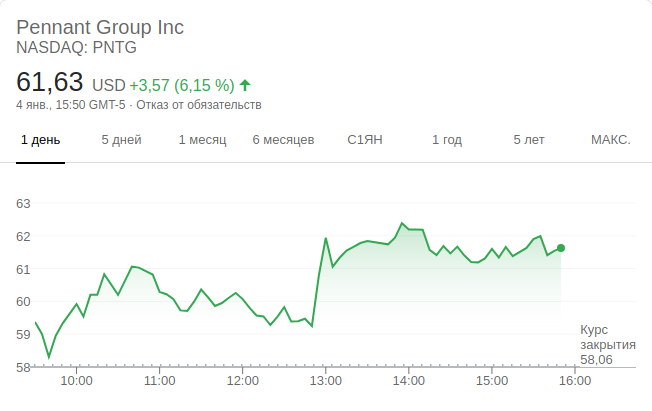 Pennant Group Inc
NASDAQ: PNTG
61,63 USD +3,57 (6,15 %)
4 янв., 15:50 GMT-5 · Отказ от обязательств
1 день 5 дней 1 месяц 6 месяцев С1ЯН 1 год 5 лет МАКС.
63
62
61
60
59
58
Курс
закрытия
58,06
10:00 11:00 12:00 13:00 14:00 15:00 16:00